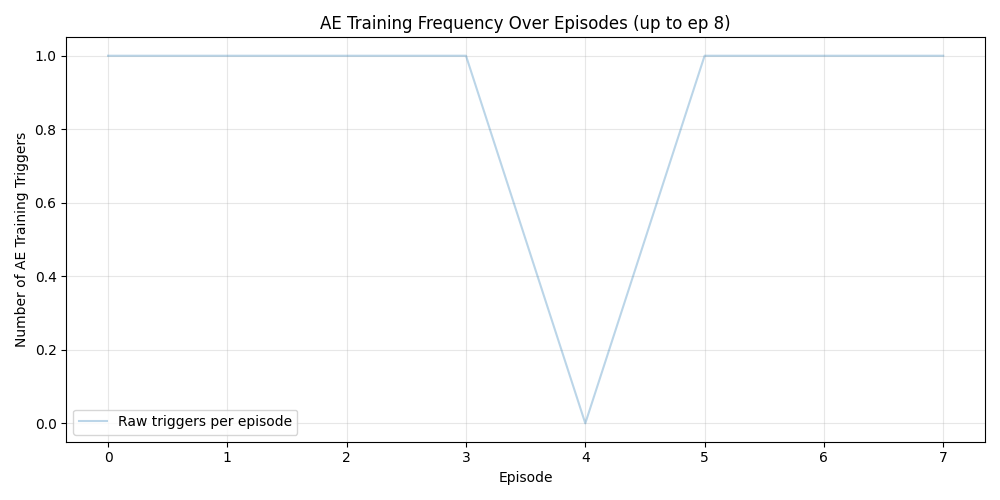 AE Training Frequency Over Episodes (up to ep 8)
Number of AE Training Triggers
1.0
0.8
0.6
0.4
0.2
0.0
Raw triggers per episode
0 1 2 3 4 5 6 7
Episode